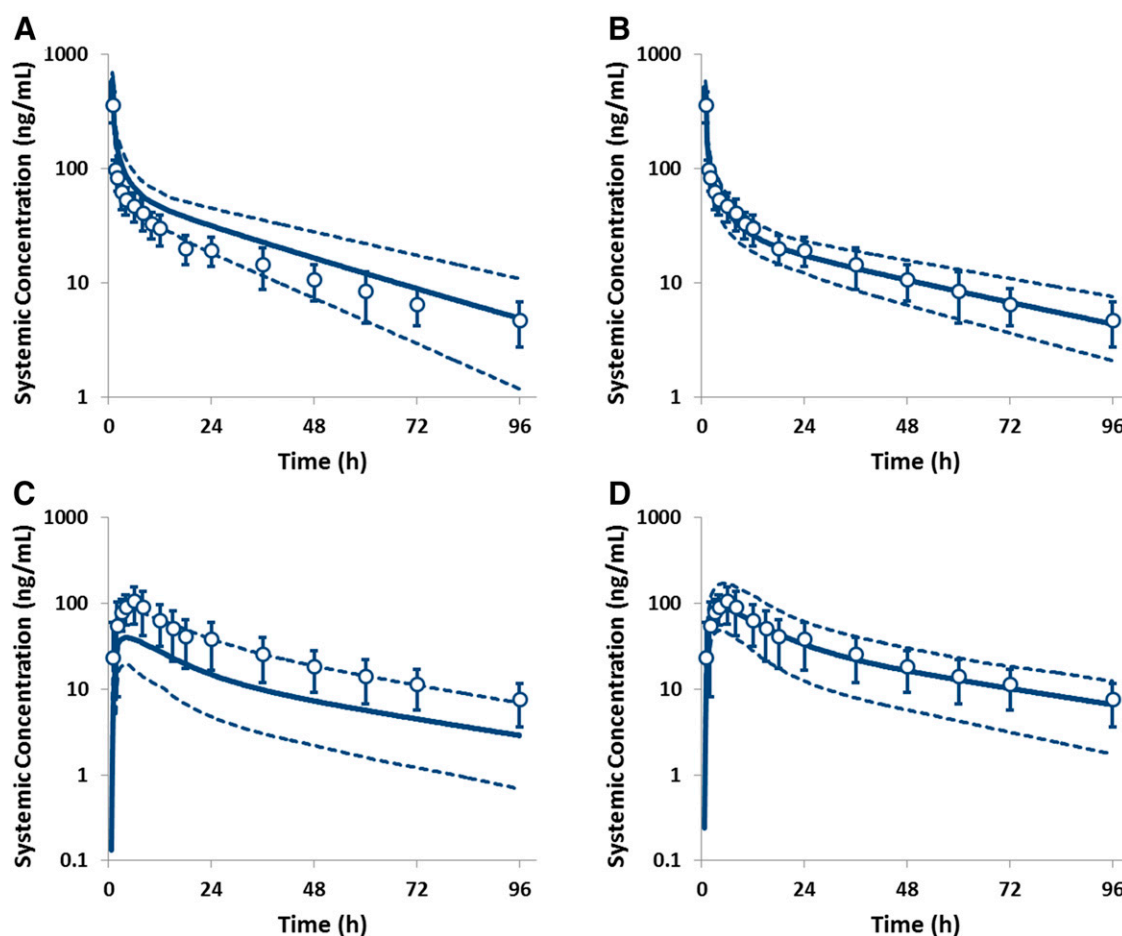 A
Systemic Concentration (ng/mL)
1000
100
10
1
0 24 48 72 96
Time (h)
B
Systemic Concentration (ng/mL)
1000
100
10
1
0 24 48 72 96
Time (h)
C
Systemic Concentration (ng/mL)
1000
100
10
1
0.1
0 24 48 72 96
Time (h)
D
Systemic Concentration (ng/mL)
1000
100
10
1
0.1
0 24 48 72 96
Time (h)